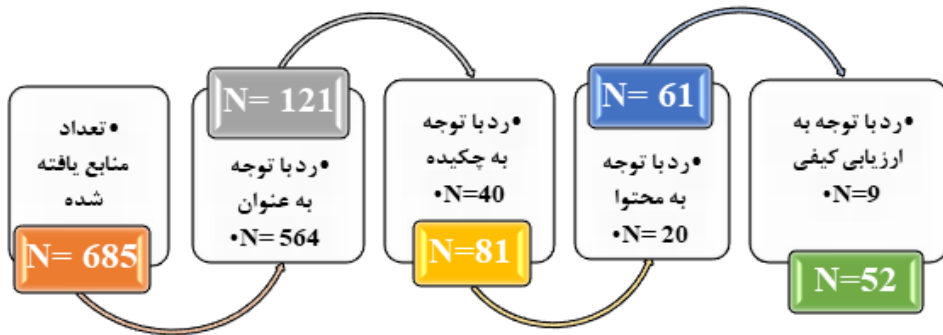 •تعداد
منابع یافته
شده
N= 685
N= 121
•رد با توجه
به عنوان
•N= 564
•رد با توجه
به چکیده
•N=40
N=81
N= 61
•رد با توجه
به محتوا
•N= 20
•رد با توجه به
ارزیابی کیفی
•N=9
N=52